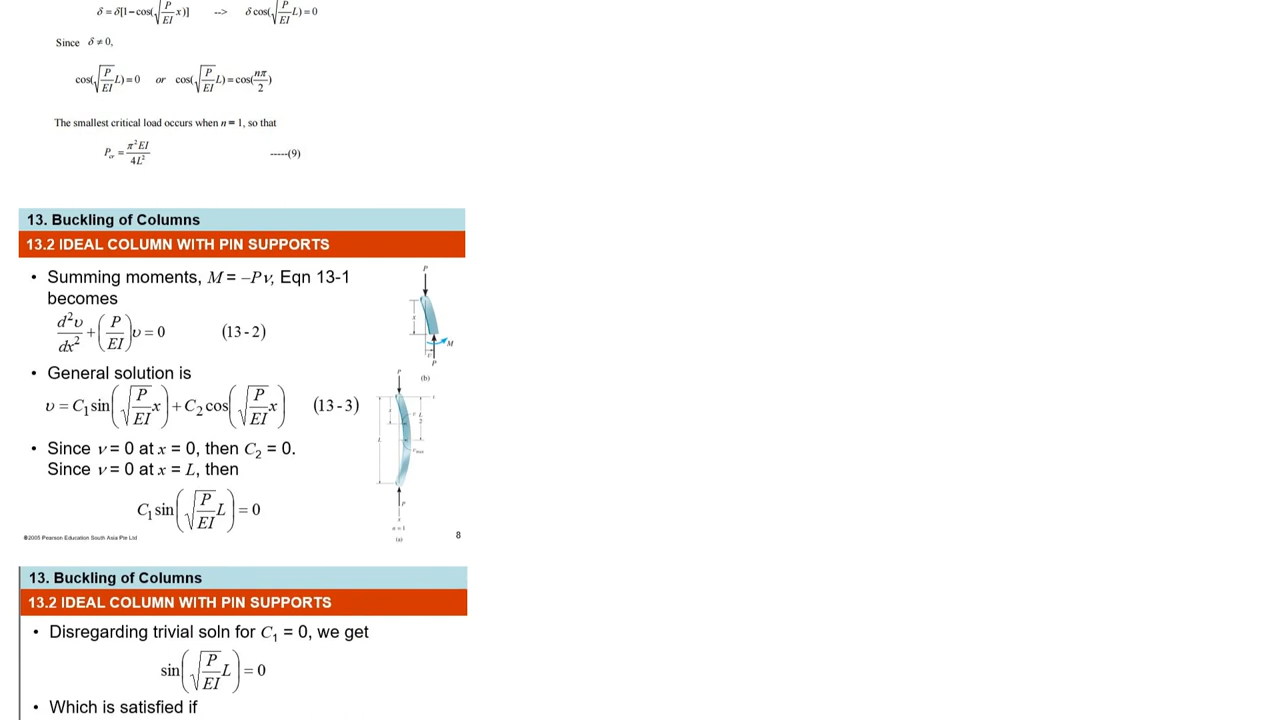 δ = δ[1−cos(√(P/EI) x)] --> δ cos(√(P/EI) L) = 0
Since δ ≠ 0,
cos(√(P/EI) L) = 0 or cos(√(P/EI) L) = cos(nπ/2)
The smallest critical load occurs when n = 1, so that
P_cr = π²EI/4L² -----(9)
13. Buckling of Columns
13.2 IDEAL COLUMN WITH PIN SUPPORTS
• Summing moments, M = –Pν, Eqn 13-1
becomes
d²υ/dx² + (P/EI)υ = 0 (13 - 2)
• General solution is
υ = C₁ sin(√(P/EI) x) + C₂ cos(√(P/EI) x) (13 - 3)
• Since ν = 0 at x = 0, then C₂ = 0.
Since ν = 0 at x = L, then
C₁ sin(√(P/EI) L) = 0
P
x
M
P
(b)
P
L
P
x
n = 1
(a)
©2005 Pearson Education South Asia Pte Ltd
8
13. Buckling of Columns
13.2 IDEAL COLUMN WITH PIN SUPPORTS
• Disregarding trivial soln for C₁ = 0, we get
sin(√(P/EI) L) = 0
• Which is satisfied if